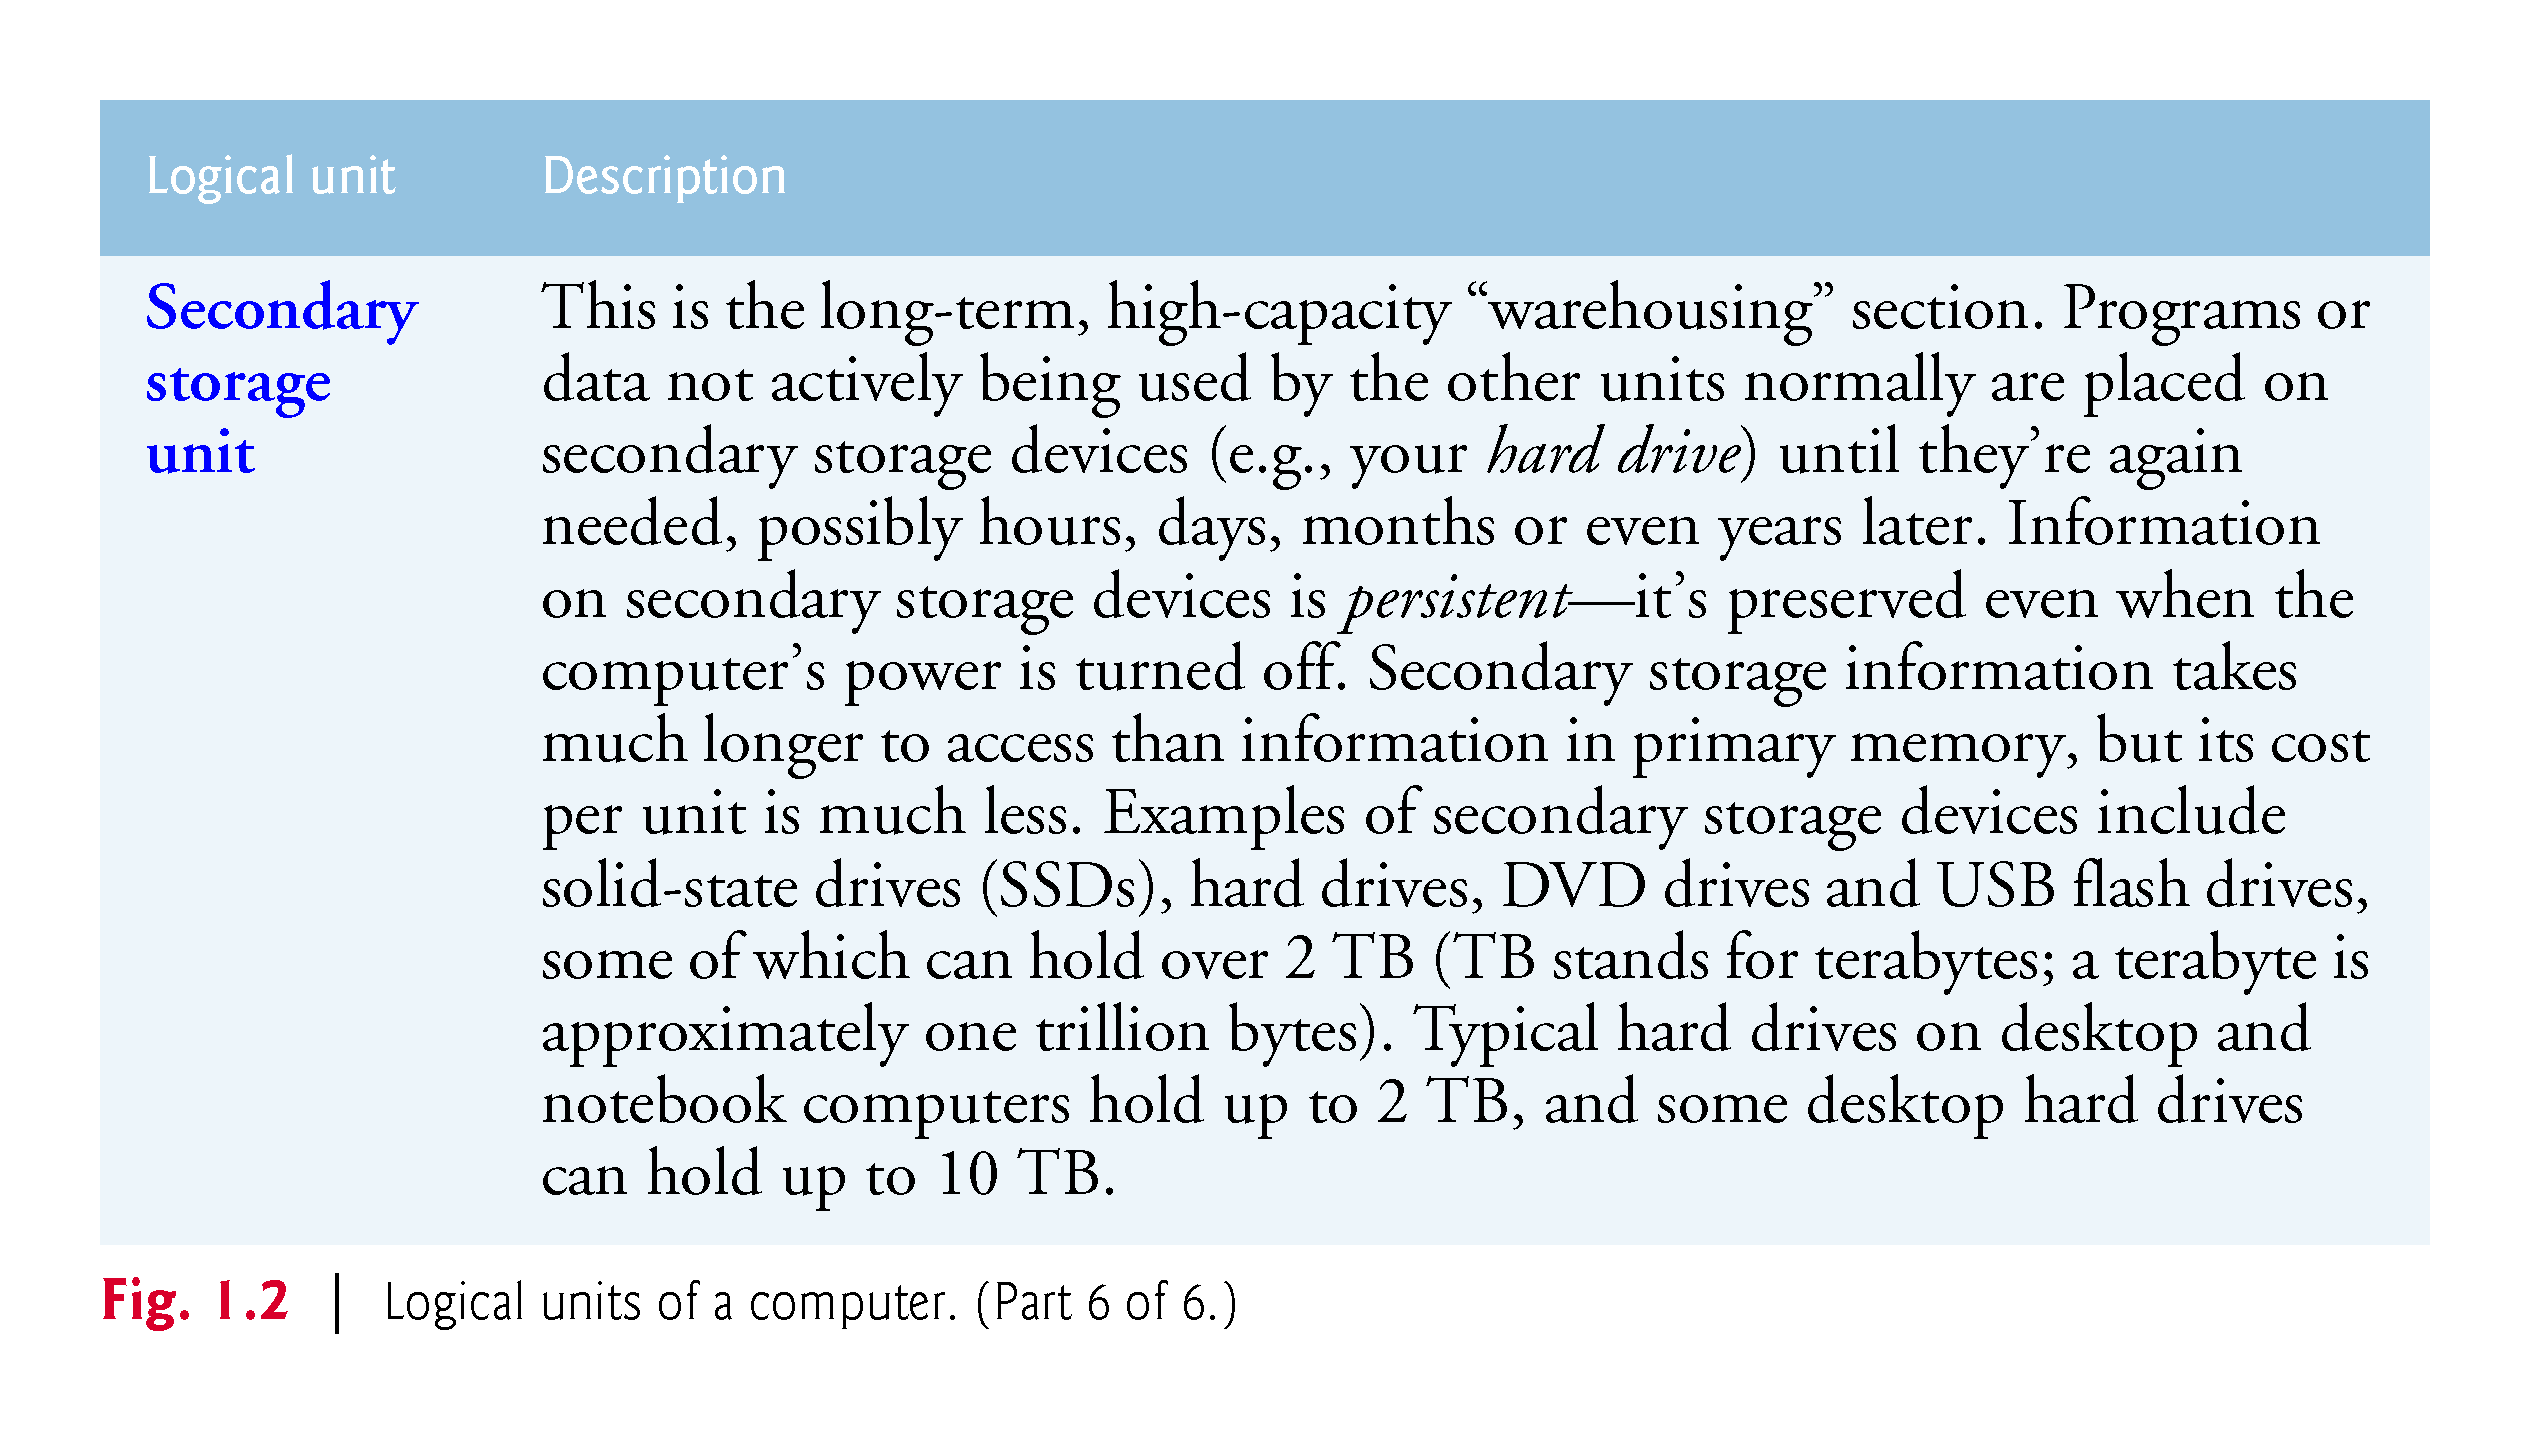 Logical unit Description
Secondary storage unit
This is the long-term, high-capacity “warehousing” section. Programs or
data not actively being used by the other units normally are placed on
secondary storage devices (e.g., your hard drive) until they’re again
needed, possibly hours, days, months or even years later. Information
on secondary storage devices is persistent—it’s preserved even when the
computer’s power is turned off. Secondary storage information takes
much longer to access than information in primary memory, but its cost
per unit is much less. Examples of secondary storage devices include
solid-state drives (SSDs), hard drives, DVD drives and USB flash drives,
some of which can hold over 2 TB (TB stands for terabytes; a terabyte is
approximately one trillion bytes). Typical hard drives on desktop and
notebook computers hold up to 2 TB, and some desktop hard drives
can hold up to 10 TB.
Fig. 1.2 | Logical units of a computer. (Part 6 of 6.)